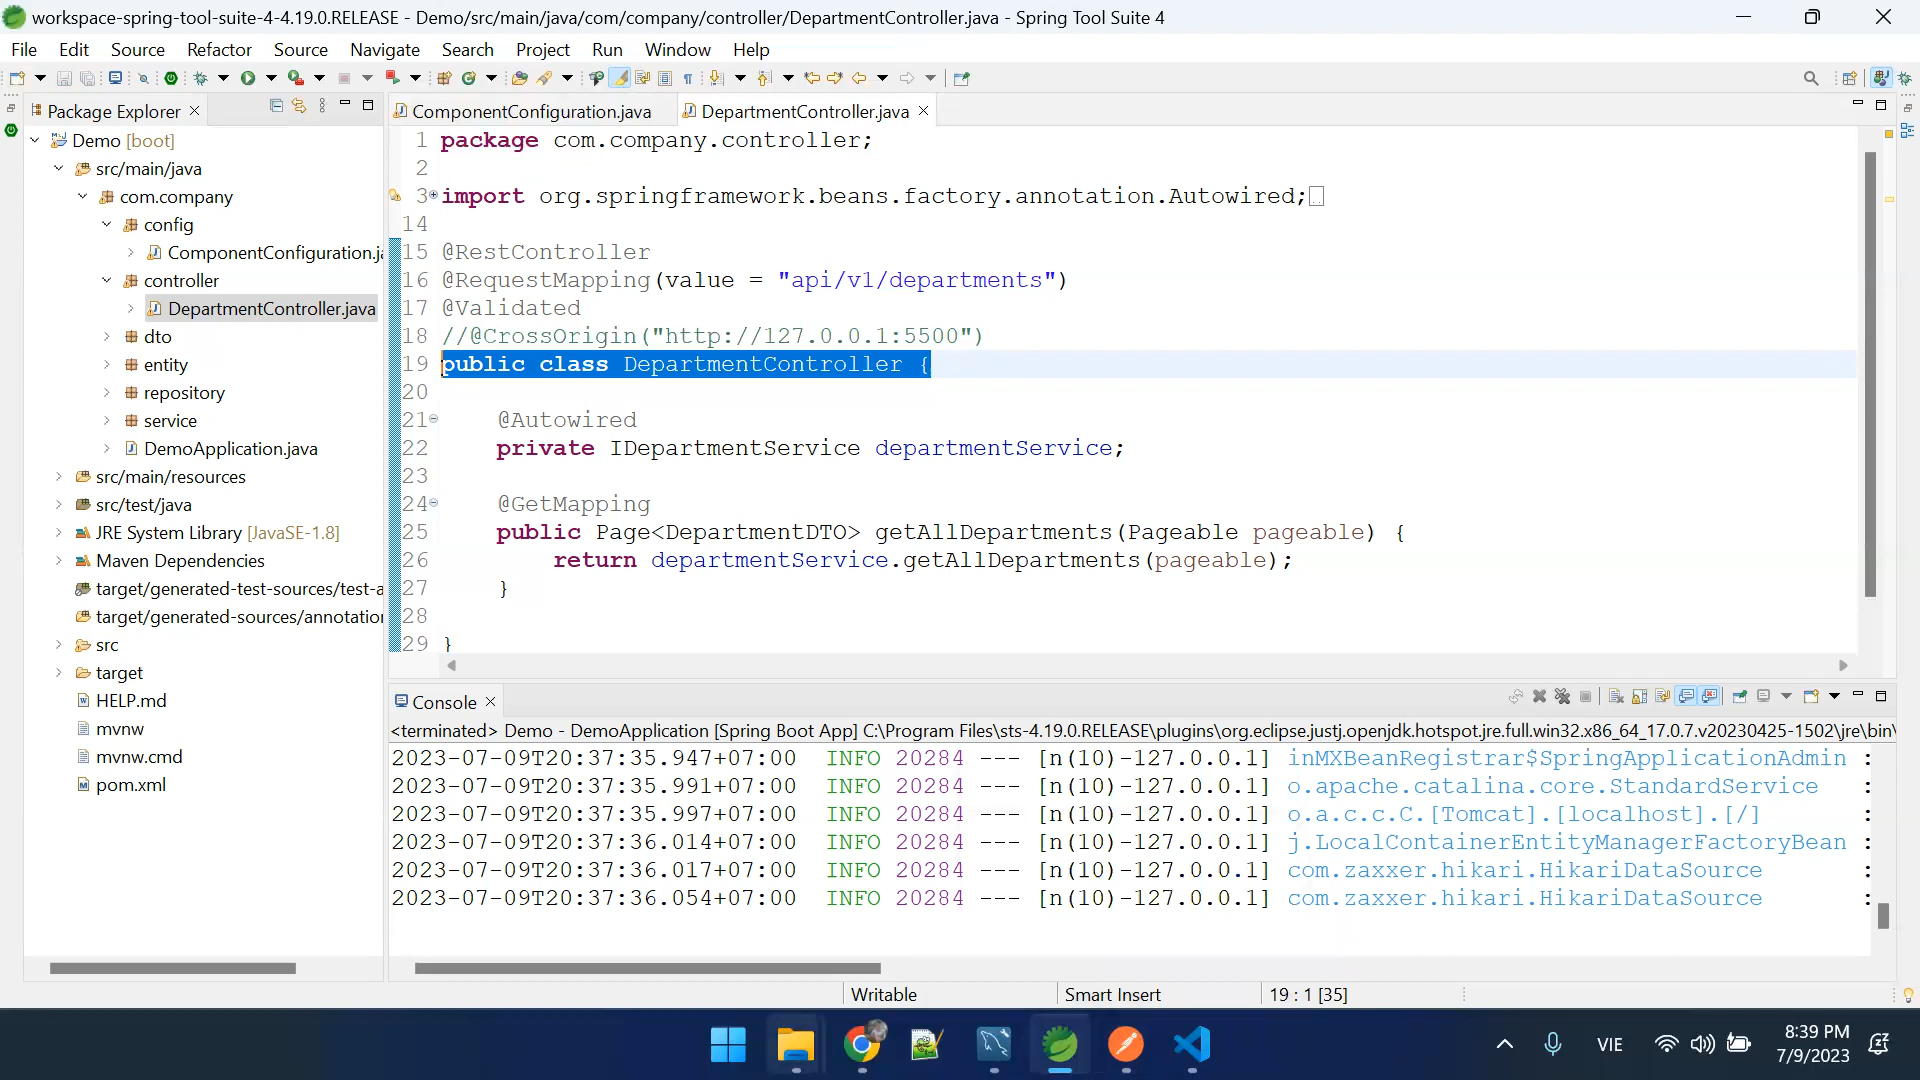 workspace-spring-tool-suite-4-4.19.0.RELEASE - Demo/src/main/java/com/company/controller/DepartmentController.java - Spring Tool Suite 4
File Edit Source Refactor Source Navigate Search Project Run Window Help
Package Explorer
Demo [boot]
src/main/java
com.company
config
ComponentConfiguration.ja
controller
DepartmentController.java
dto
entity
repository
service
DemoApplication.java
src/main/resources
src/test/java
JRE System Library [JavaSE-1.8]
Maven Dependencies
target/generated-test-sources/test-a
target/generated-sources/annotation
src
target
HELP.md
mvnw
mvnw.cmd
pom.xml
ComponentConfiguration.java DepartmentController.java
1 package com.company.controller;
2
3 import org.springframework.beans.factory.annotation.Autowired;
14
15 @RestController
16 @RequestMapping(value = "api/v1/departments")
17 @Validated
18 //@CrossOrigin("http://127.0.0.1:5500")
19 public class DepartmentController {
20
21 @Autowired
22 private IDepartmentService departmentService;
23
24 @GetMapping
25 public Page<DepartmentDTO> getAllDepartments(Pageable pageable) {
26 return departmentService.getAllDepartments(pageable);
27 }
28
29 }
Console
<terminated> Demo - DemoApplication [Spring Boot App] C:\Program Files\sts-4.19.0.RELEASE\plugins\org.eclipse.justj.openjdk.hotspot.jre.full.win32.x86_64_17.0.7.v20230425-1502\jre\bin\
2023-07-09T20:37:35.947+07:00 INFO 20284 --- [n(10)-127.0.0.1] inMXBeanRegistrar$SpringApplicationAdmin :
2023-07-09T20:37:35.991+07:00 INFO 20284 --- [n(10)-127.0.0.1] o.apache.catalina.core.StandardService :
2023-07-09T20:37:35.997+07:00 INFO 20284 --- [n(10)-127.0.0.1] o.a.c.c.C.[Tomcat].[localhost].[/] :
2023-07-09T20:37:36.014+07:00 INFO 20284 --- [n(10)-127.0.0.1] j.LocalContainerEntityManagerFactoryBean :
2023-07-09T20:37:36.017+07:00 INFO 20284 --- [n(10)-127.0.0.1] com.zaxxer.hikari.HikariDataSource :
2023-07-09T20:37:36.054+07:00 INFO 20284 --- [n(10)-127.0.0.1] com.zaxxer.hikari.HikariDataSource :
Writable Smart Insert 19 : 1 [35]
VIE
8:39 PM
7/9/2023